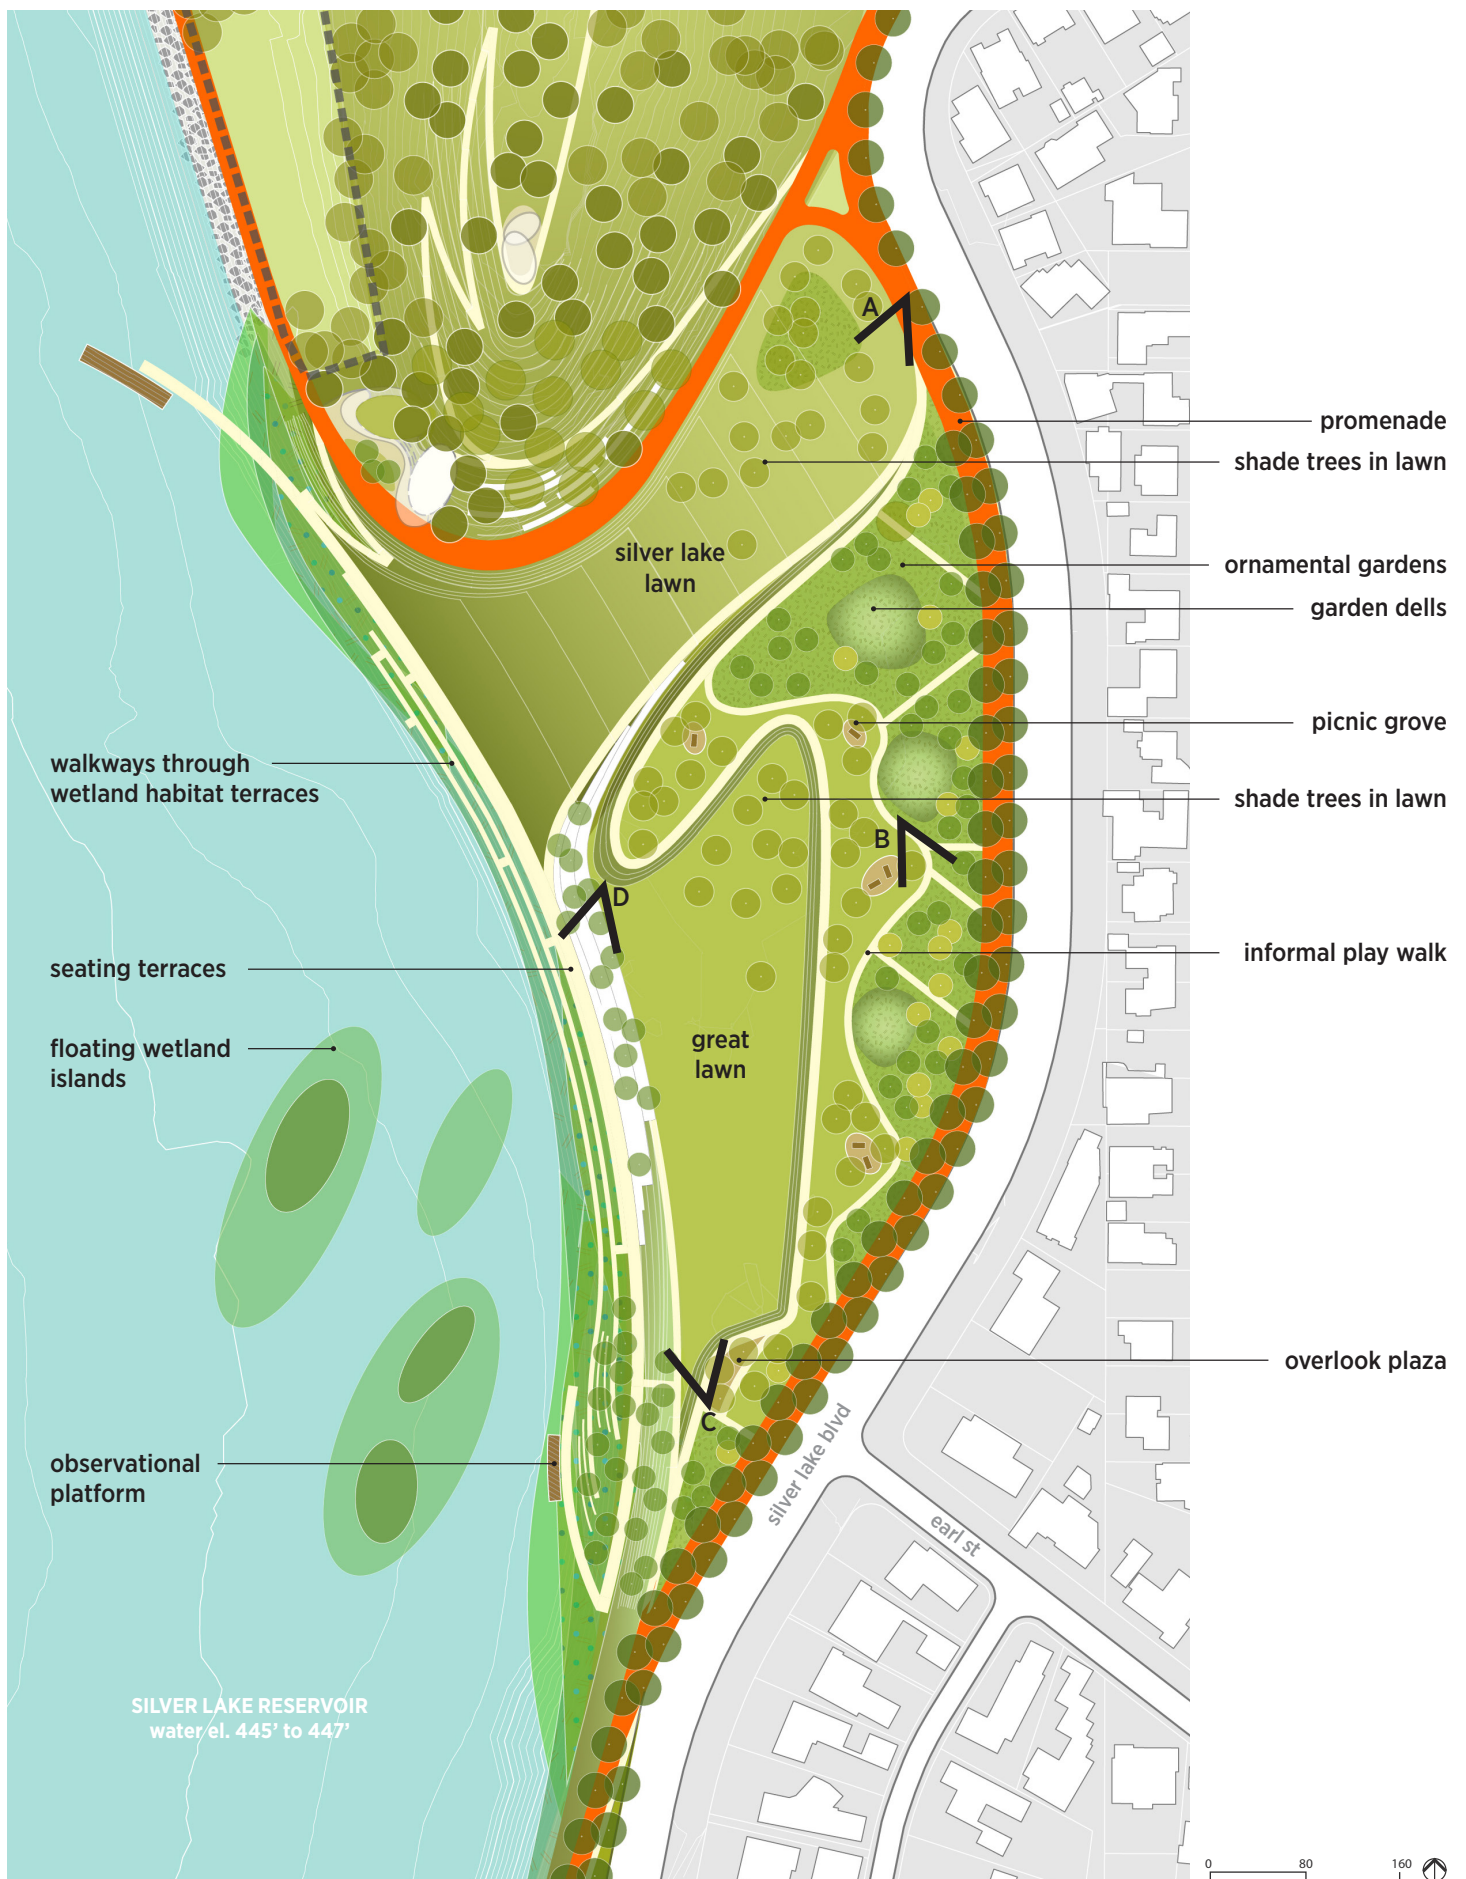 A
promenade
shade trees in lawn
silver lake
lawn
ornamental gardens
garden dells
picnic grove
walkways through
wetland habitat terraces
shade trees in lawn
B
D
informal play walk
seating terraces
great
lawn
floating wetland
islands
overlook plaza
C
silver lake blvd
observational
platform
earl st
SILVER LAKE RESERVOIR
water el. 445’ to 447’
0 80 160